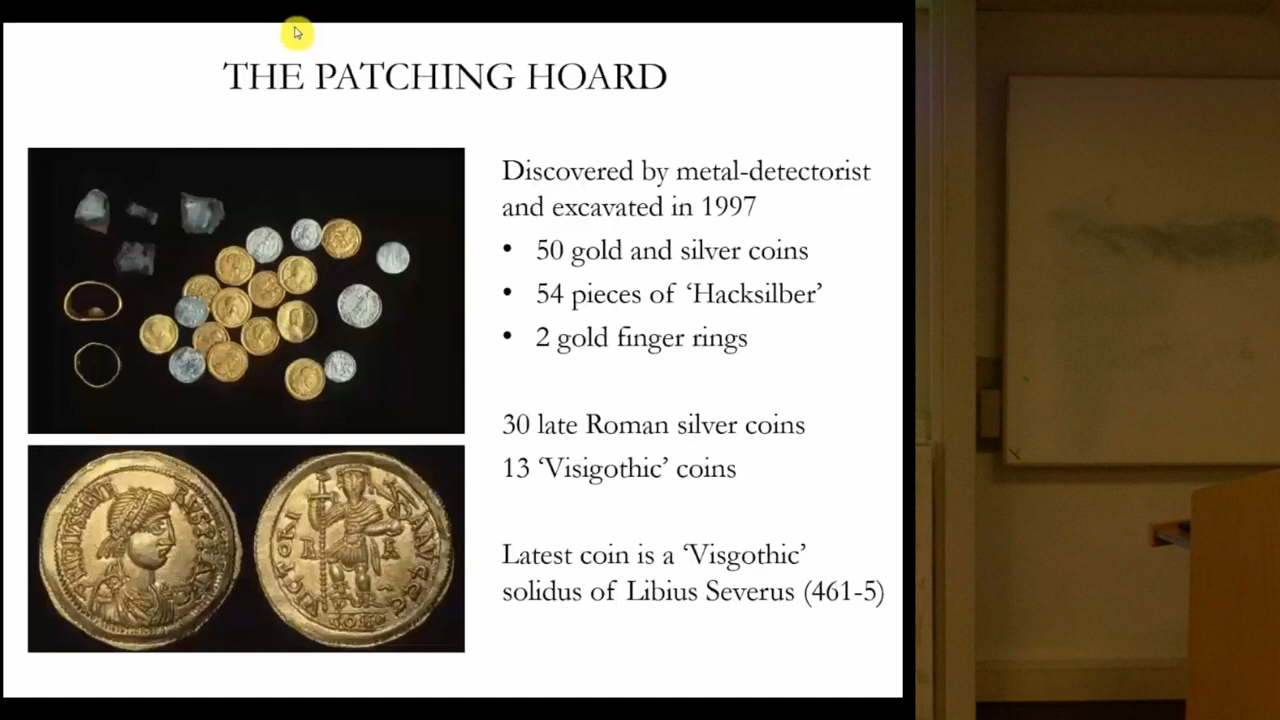 THE PATCHING HOARD
Discovered by metal-detectorist
and excavated in 1997
• 50 gold and silver coins
• 54 pieces of ‘Hacksilber’
• 2 gold finger rings
30 late Roman silver coins
13 ‘Visigothic’ coins
Latest coin is a ‘Visgothic’
solidus of Libius Severus (461-5)
VICTORI
AAVGGG
R A